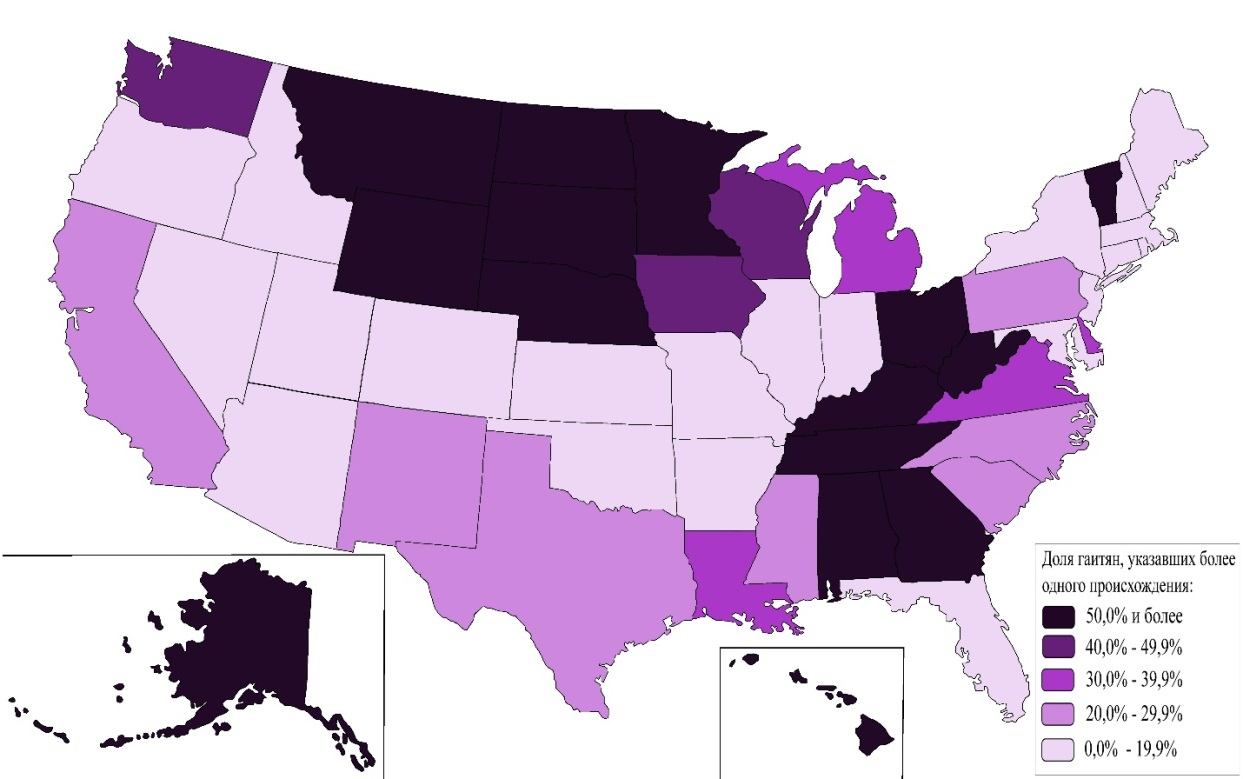 Доля гаитян, указавших более
одного происхождения:
50,0% и более
40,0% - 49,9%
30,0% - 39,9%
20,0% - 29,9%
0,0% - 19,9%